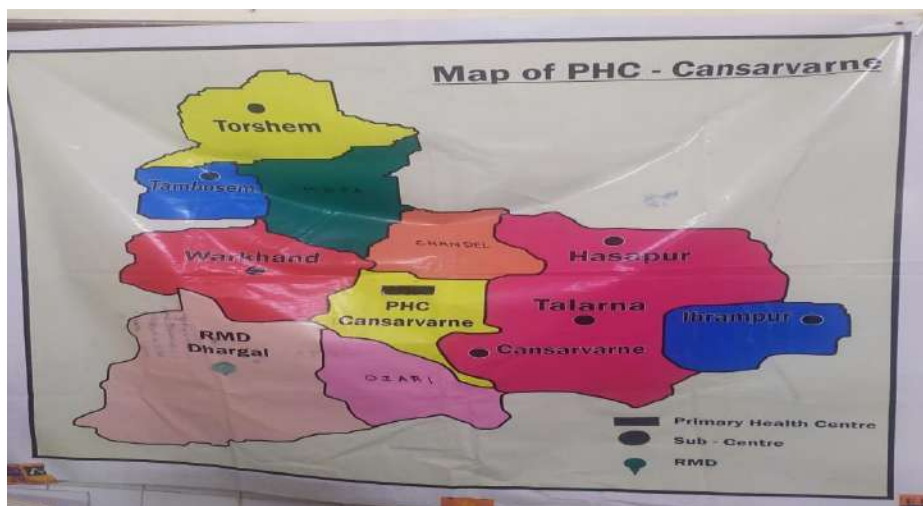 Map of PHC - Cansarvarne
Torshem
Tambosem
CHANDEL
Warkhand
Hasapur
PHC
Cansarvarne
Talarna
Ibrampur
RMD
Dhargal
Cansarvarne
OZARI
Primary Health Centre
Sub - Centre
RMD